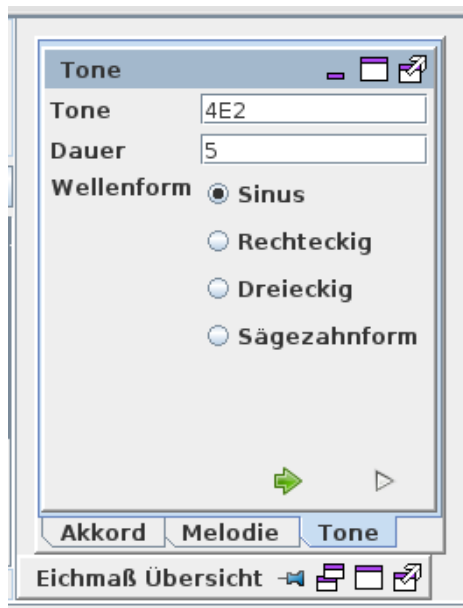 Tone
Tone 4E2
Dauer 5
Wellenform Sinus
Rechteckig
Dreieckig
Sägezahnform
Akkord Melodie Tone
Eichmaß Übersicht